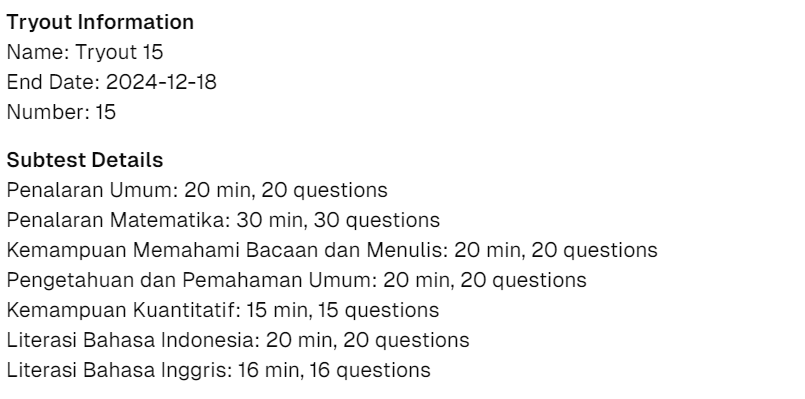 Tryout Information
Name: Tryout 15
End Date: 2024-12-18
Number: 15
Subtest Details
Penalaran Umum: 20 min, 20 questions
Penalaran Matematika: 30 min, 30 questions
Kemampuan Memahami Bacaan dan Menulis: 20 min, 20 questions
Pengetahuan dan Pemahaman Umum: 20 min, 20 questions
Kemampuan Kuantitatif: 15 min, 15 questions
Literasi Bahasa Indonesia: 20 min, 20 questions
Literasi Bahasa Inggris: 16 min, 16 questions